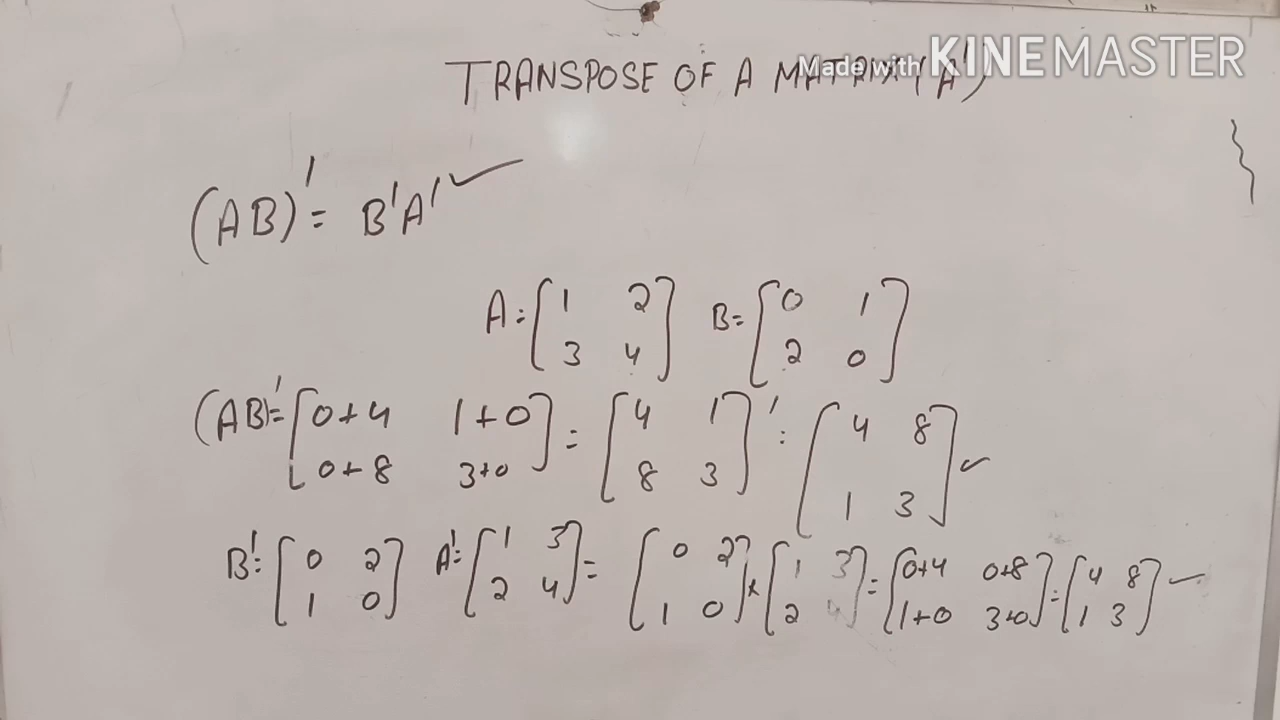 Made with KINEMASTER
TRANSPOSE OF A MATRIX (A')
(AB)' = B'A' ✓
A = [1 2; 3 4] B = [0 1; 2 0]
(AB)' = [0+4 1+0; 0+8 3+0] = [4 1; 8 3]' = [4 8; 1 3] ✓
B' = [0 2; 1 0] A' = [1 3; 2 4] = [0 2; 1 0] × [1 3; 2 4] = [0+4 0+8; 1+0 3+0] = [4 8; 1 3] ✓